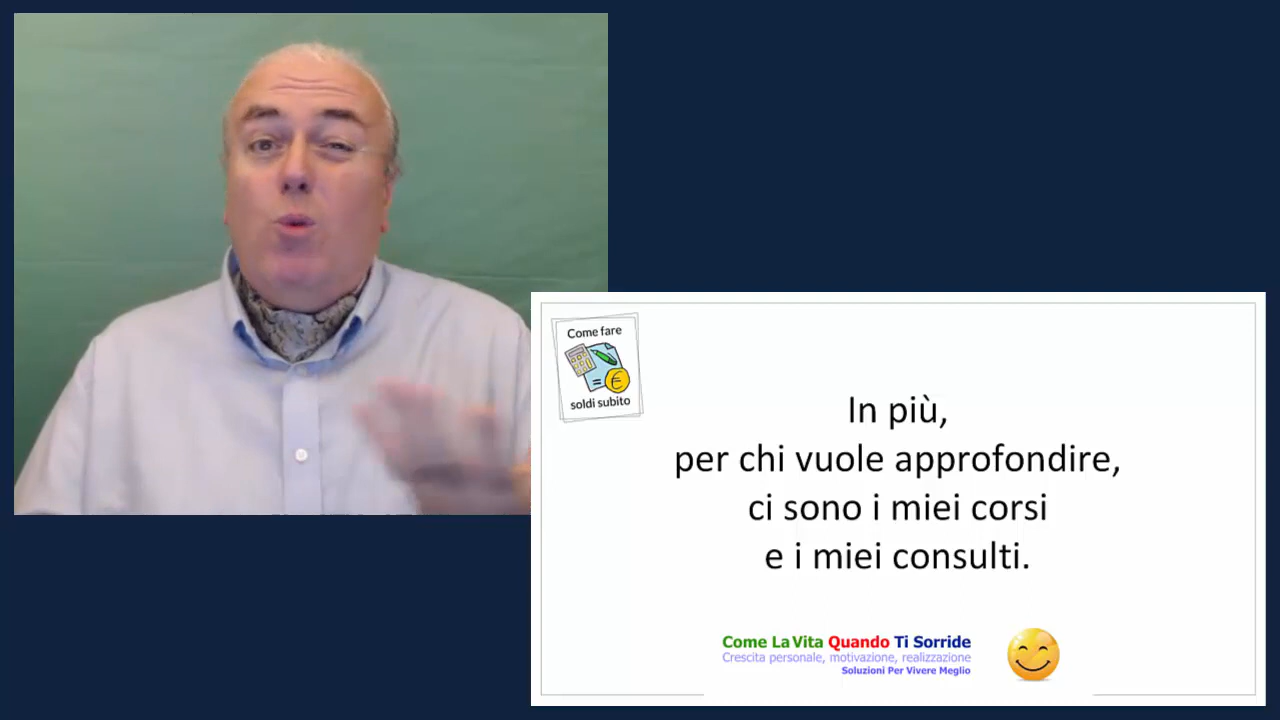 Come fare
soldi subito
In più,
per chi vuole approfondire,
ci sono i miei corsi
e i miei consulti.
Come La Vita Quando Ti Sorride
Crescita personale, motivazione, realizzazione
Soluzioni Per Vivere Meglio